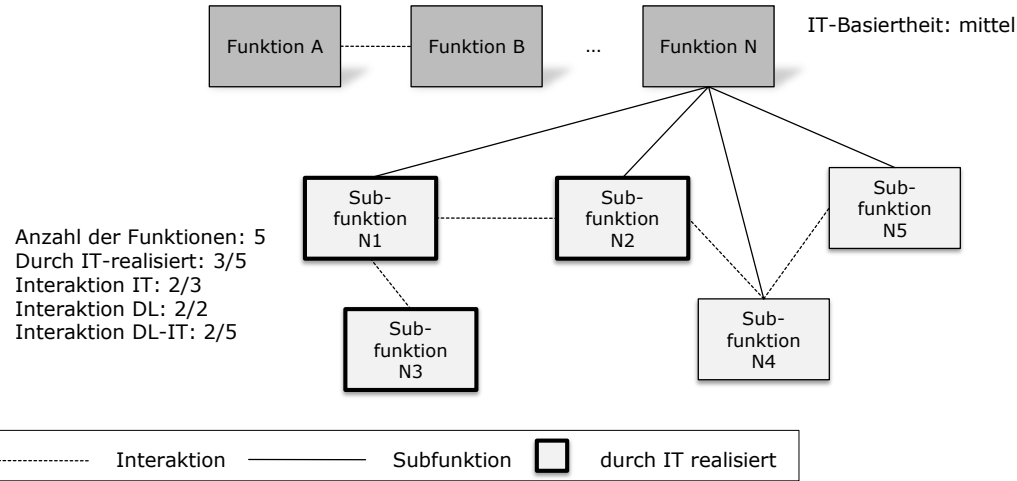 Funktion A
Funktion B
...
Funktion N
IT-Basiertheit: mittel
Sub-
funktion
N1
Sub-
funktion
N2
Sub-
funktion
N5
Anzahl der Funktionen: 5
Durch IT-realisiert: 3/5
Interaktion IT: 2/3
Interaktion DL: 2/2
Interaktion DL-IT: 2/5
Sub-
funktion
N3
Sub-
funktion
N4
Interaktion
Subfunktion
durch IT realisiert